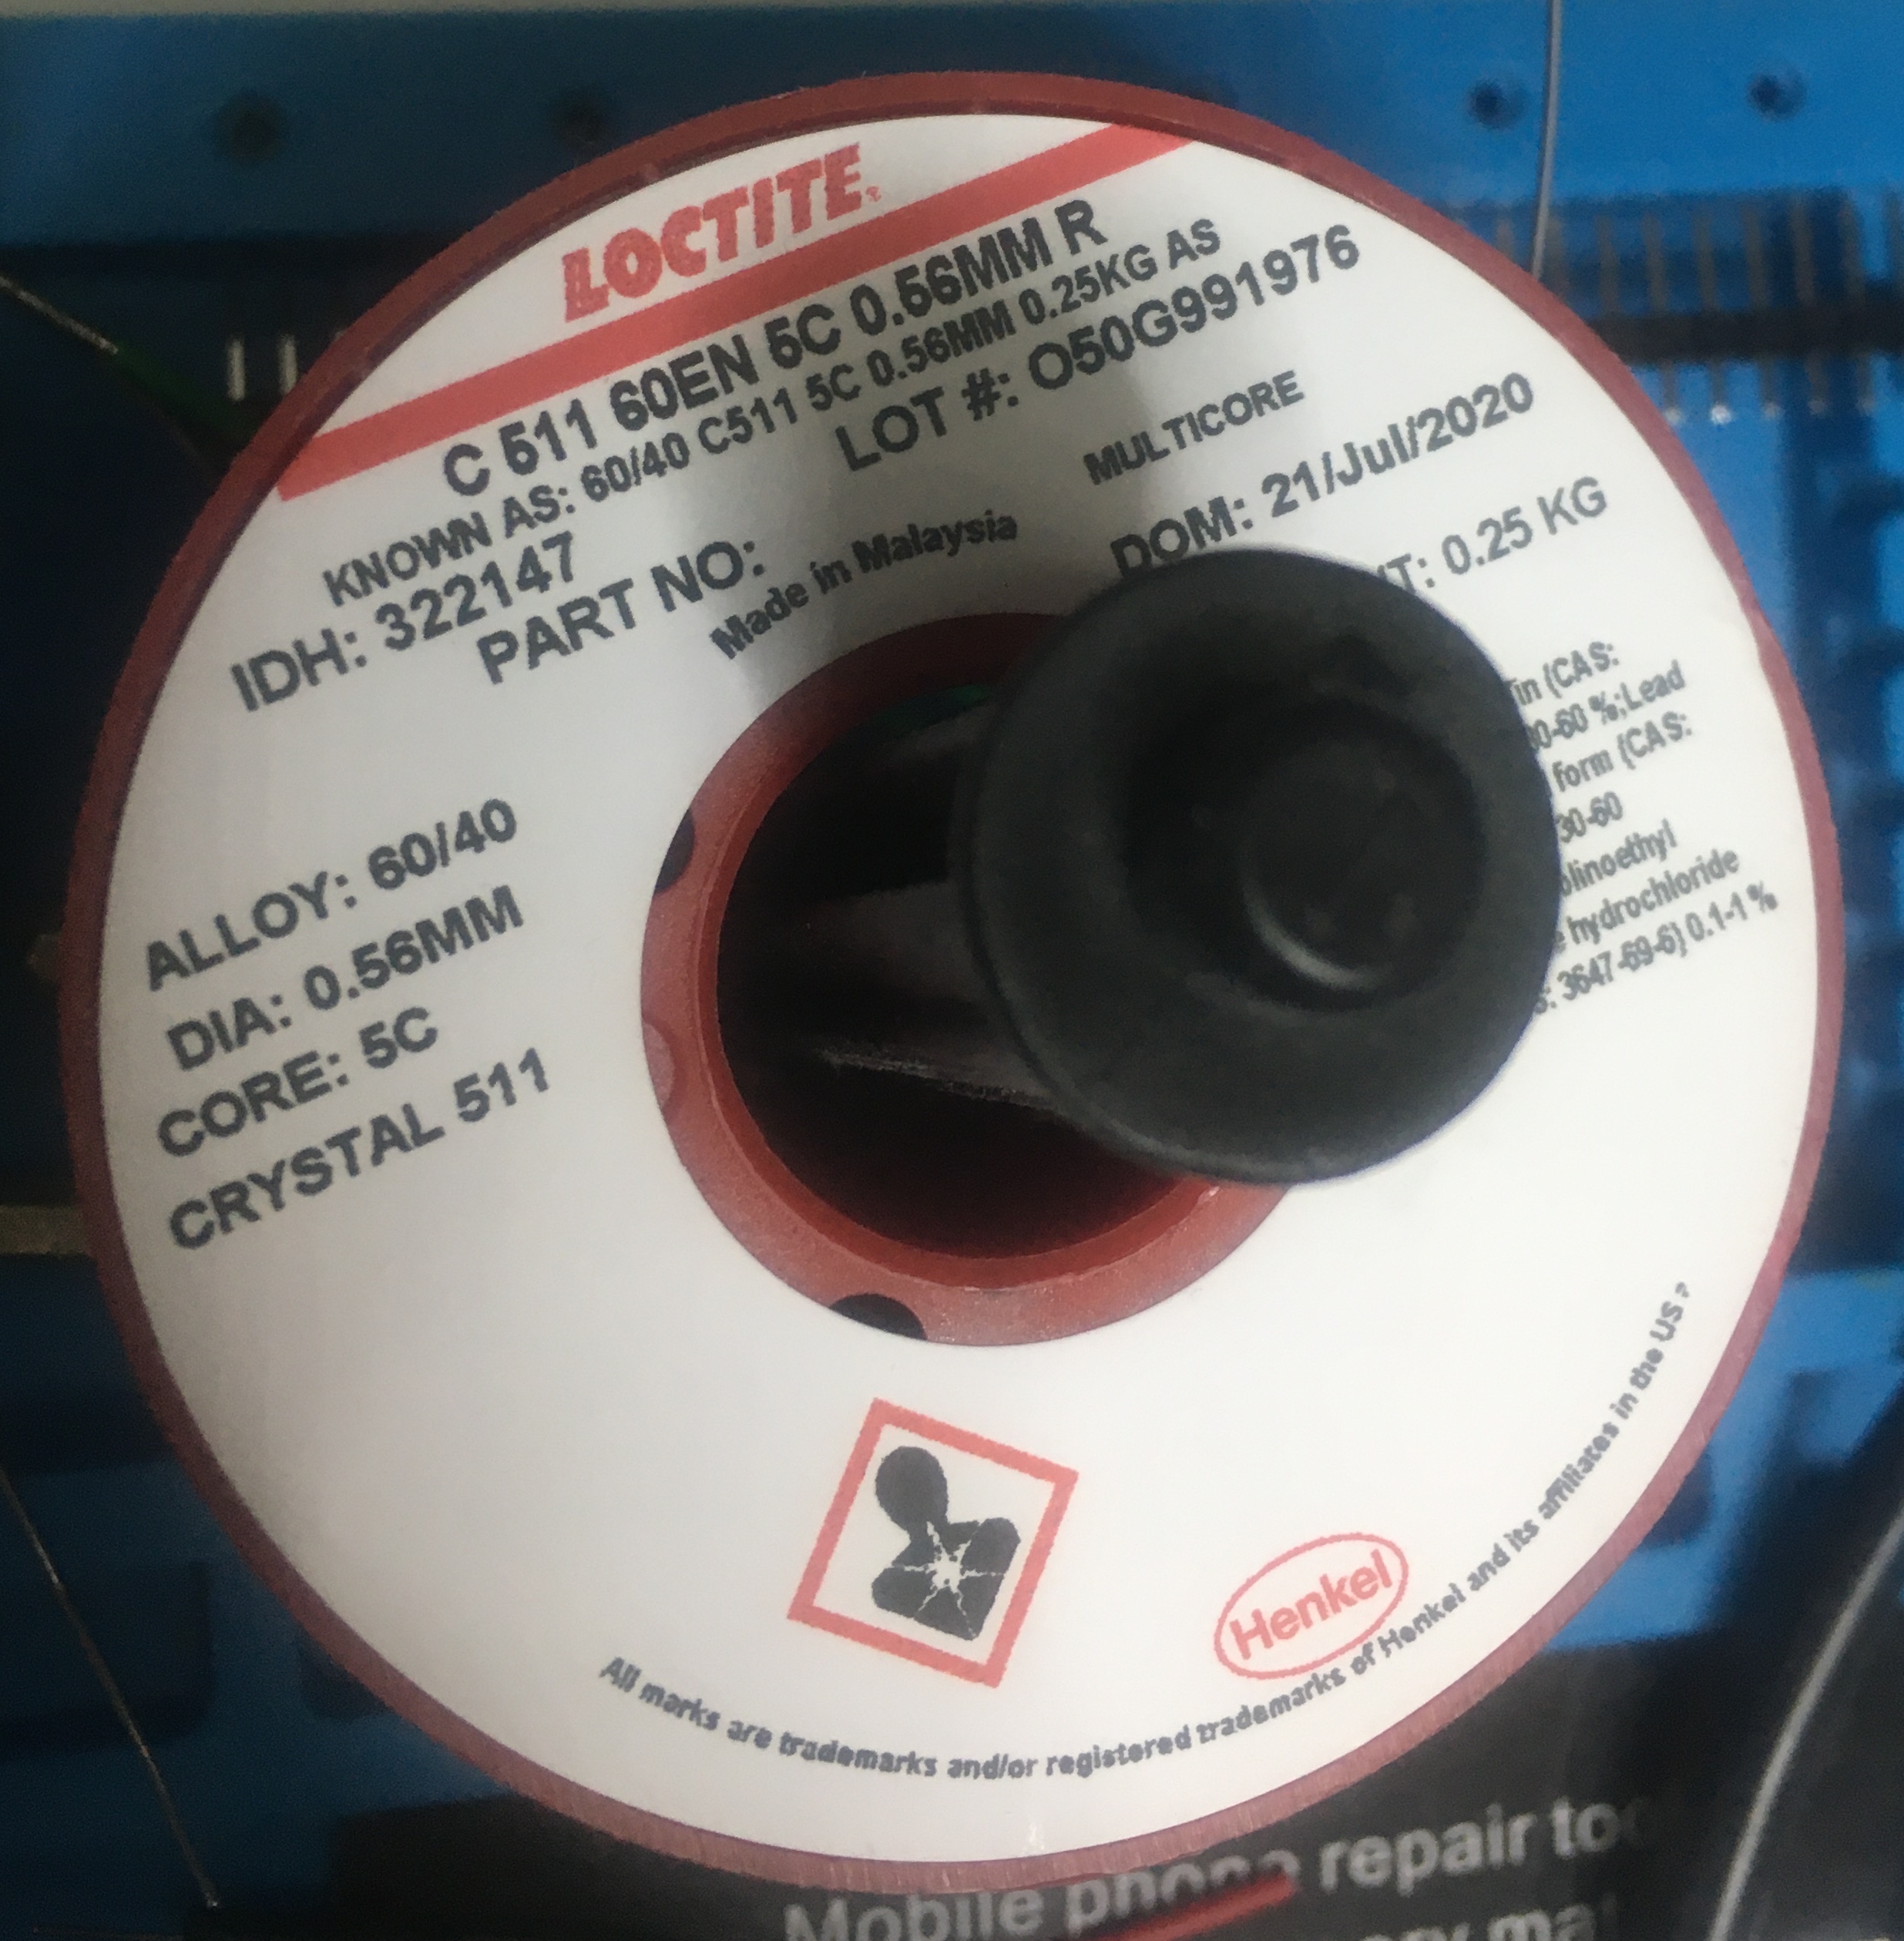 LOCTITE.
C 511 60EN 5C 0.56MM R
KNOWN AS: 60/40 C511 5C 0.56MM 0.25KG AS
IDH: 322147
LOT #: O50G991976
PART NO:
MULTICORE
Made in Malaysia
DOM: 21/Jul/2020
0.25 KG
ALLOY: 60/40
DIA: 0.56MM
CORE: 5C
CRYSTAL 511
(CAS:
-60 %;Lead
form (CAS:
30-60
hydrochloride
3647-69-6) 0.1-1 %
Henkel
All marks are trademarks and/or registered trademarks of Henkel and its affiliates in the US
Mobile phone repair